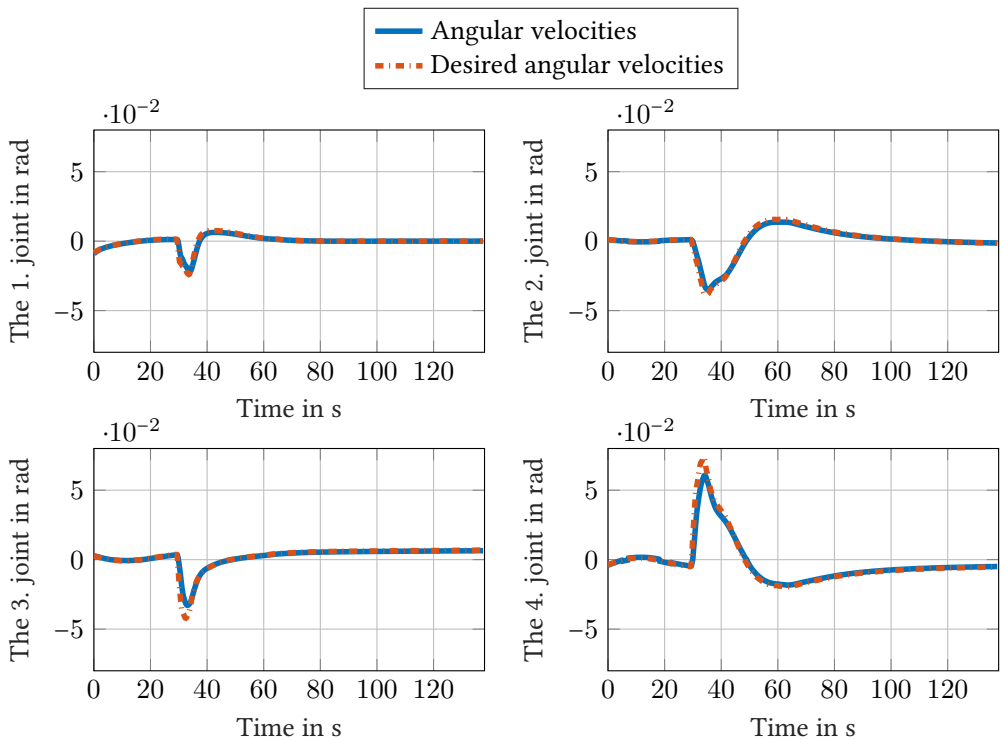 Angular velocities
Desired angular velocities
·10⁻²
The 1. joint in rad
5
0
−5
0 20 40 60 80 100 120
Time in s
·10⁻²
The 2. joint in rad
5
0
−5
0 20 40 60 80 100 120
Time in s
·10⁻²
The 3. joint in rad
5
0
−5
0 20 40 60 80 100 120
Time in s
·10⁻²
The 4. joint in rad
5
0
−5
0 20 40 60 80 100 120
Time in s